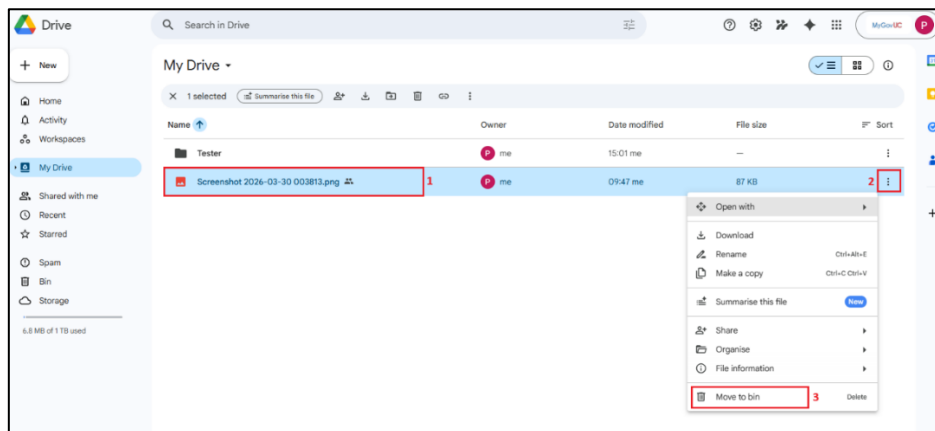 Drive
Search in Drive
MyGovUC
P
New
My Drive
1 selected Summarise this file
Home
Activity
Workspaces
My Drive
Shared with me
Recent
Starred
Spam
Bin
Storage
6.8 MB of 1 TB used
Name Owner Date modified File size Sort
Tester P me 15:01 me —
Screenshot 2026-03-30 003813.png 1 P me 09:47 me 87 KB 2
Open with
Download
Rename Ctrl+Alt+E
Make a copy Ctrl+C Ctrl+V
Summarise this file New
Share
Organise
File information
Move to bin 3 Delete